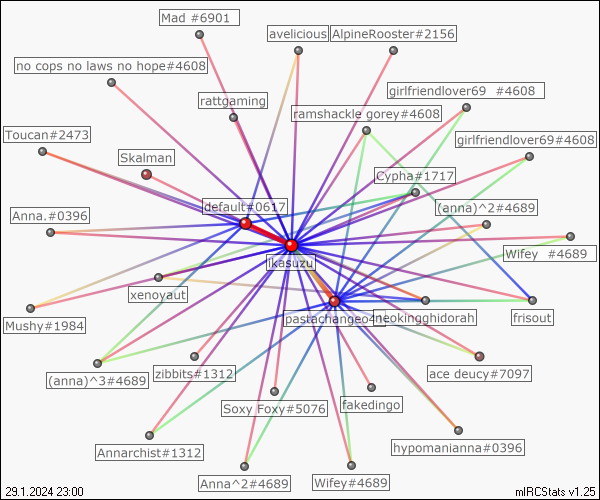 Mad #6901
avelicious
AlpineRooster#2156
no cops no laws no hope#4608
girlfriendlover69 #4608
rattgaming
ramshackle gorey#4608
Toucan#2473
girlfriendlover69#4608
Skalman
Cypha#1717
default#0617
(anna)^2#4689
Anna.#0396
Wifey #4689
ikasuzu
xenoyaut
Mushy#1984
neokingghidorah
frisout
zibbits#1312
(anna)^3#4689
ace deucy#7097
Soxy Foxy#5076
fakedingo
Annarchist#1312
hypomanianna#0396
Anna^2#4689
Wifey#4689
29.1.2024 23:00
mIRCStats v1.25